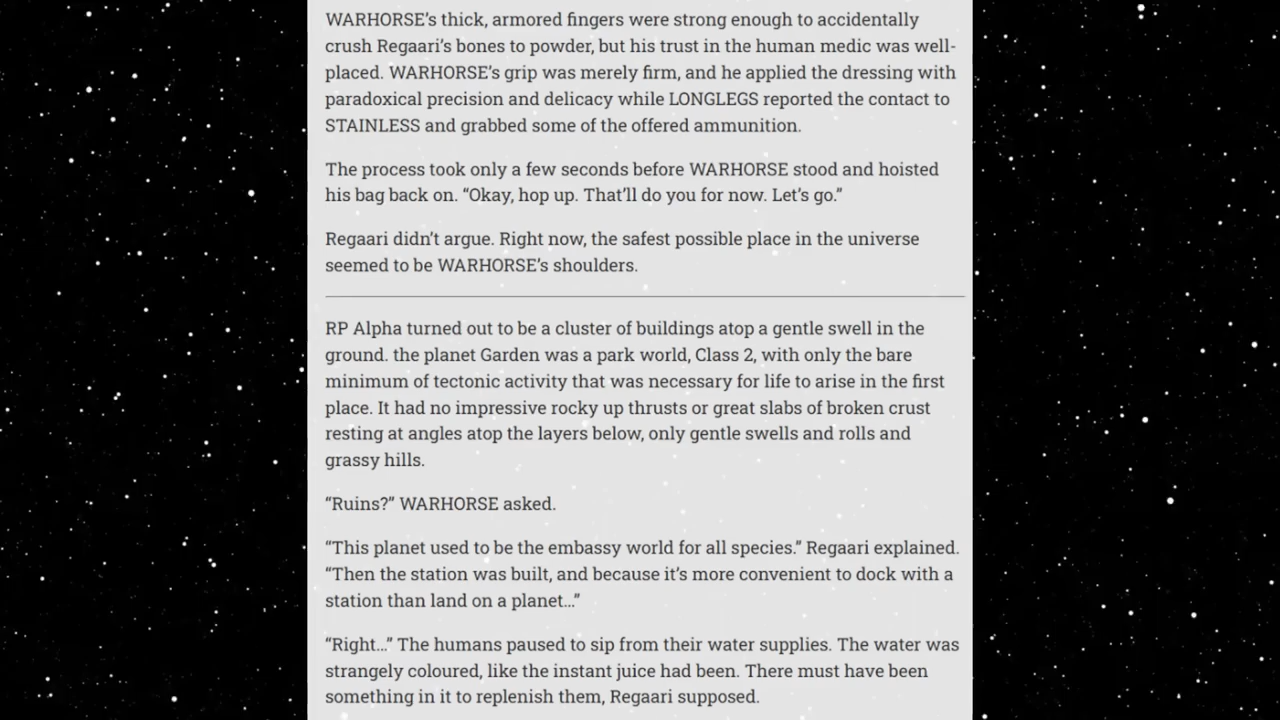 WARHORSE’s thick, armored fingers were strong enough to accidentally
crush Regaari’s bones to powder, but his trust in the human medic was well-
placed. WARHORSE’s grip was merely firm, and he applied the dressing with
paradoxical precision and delicacy while LONGLEGS reported the contact to
STAINLESS and grabbed some of the offered ammunition.
The process took only a few seconds before WARHORSE stood and hoisted
his bag back on. “Okay, hop up. That’ll do you for now. Let’s go.”
Regaari didn’t argue. Right now, the safest possible place in the universe
seemed to be WARHORSE’s shoulders.
RP Alpha turned out to be a cluster of buildings atop a gentle swell in the
ground. the planet Garden was a park world, Class 2, with only the bare
minimum of tectonic activity that was necessary for life to arise in the first
place. It had no impressive rocky up thrusts or great slabs of broken crust
resting at angles atop the layers below, only gentle swells and rolls and
grassy hills.
“Ruins?” WARHORSE asked.
“This planet used to be the embassy world for all species.” Regaari explained.
“Then the station was built, and because it’s more convenient to dock with a
station than land on a planet…”
“Right…” The humans paused to sip from their water supplies. The water was
strangely coloured, like the instant juice had been. There must have been
something in it to replenish them, Regaari supposed.